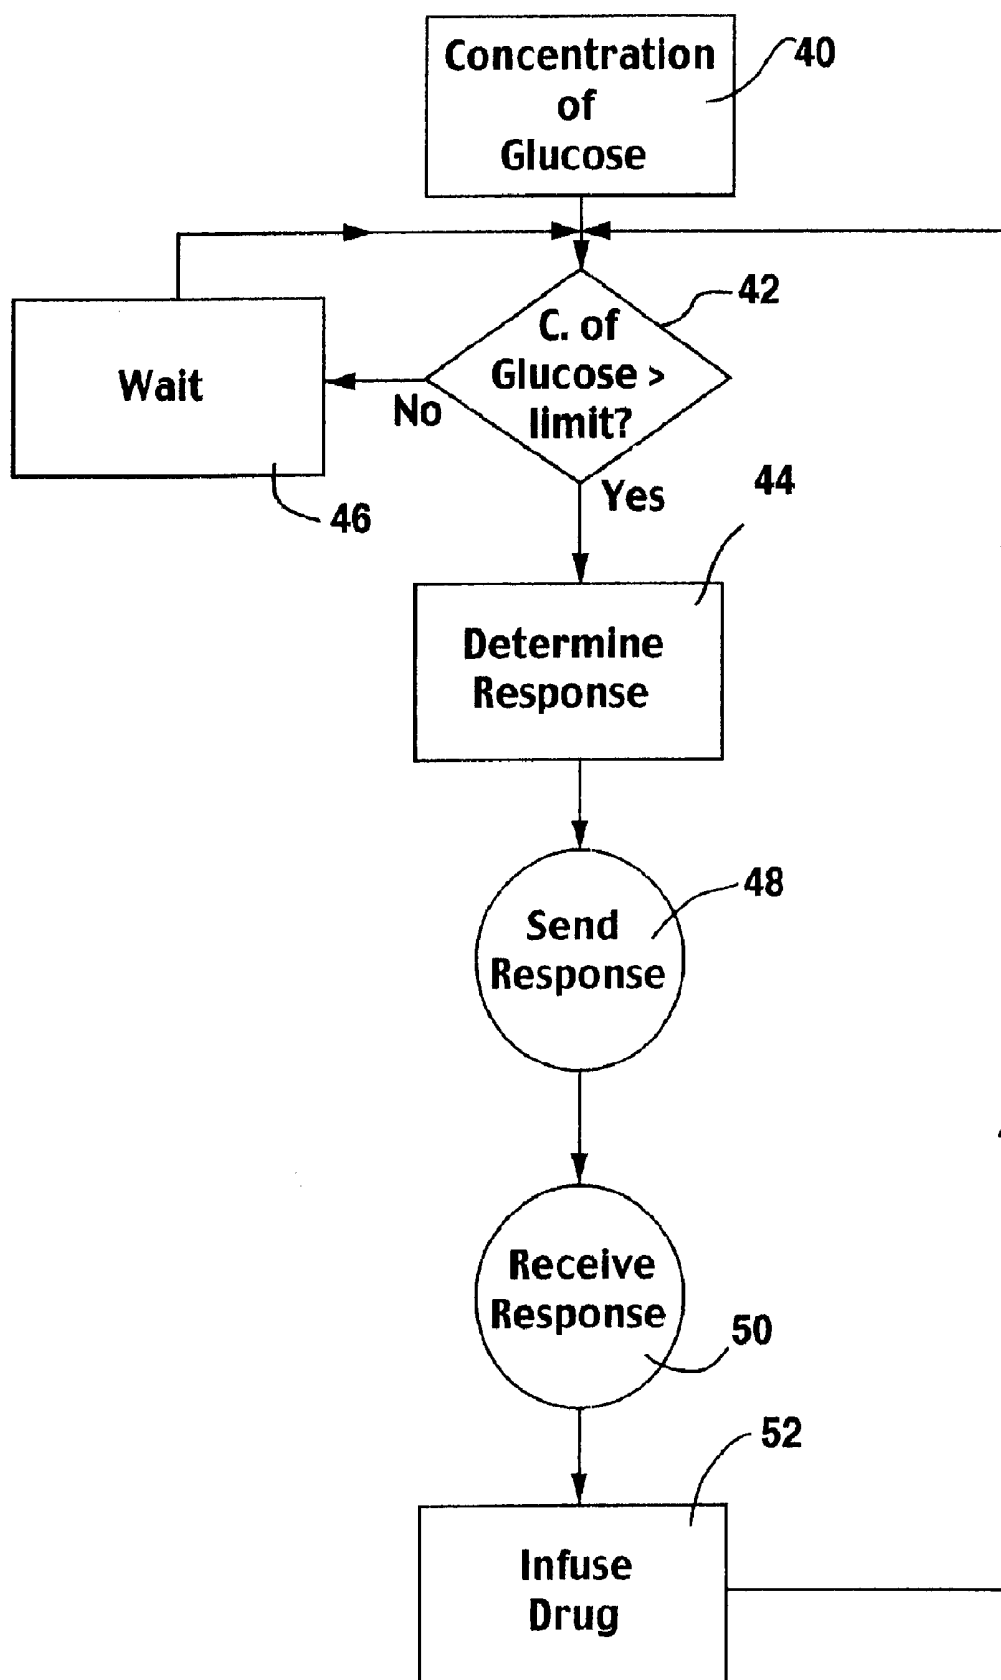 Concentration
of
Glucose
40
42
C. of
Glucose >
limit?
Wait
No
46
Yes
44
Determine
Response
48
Send
Response
Receive
Response
50
52
Infuse
Drug